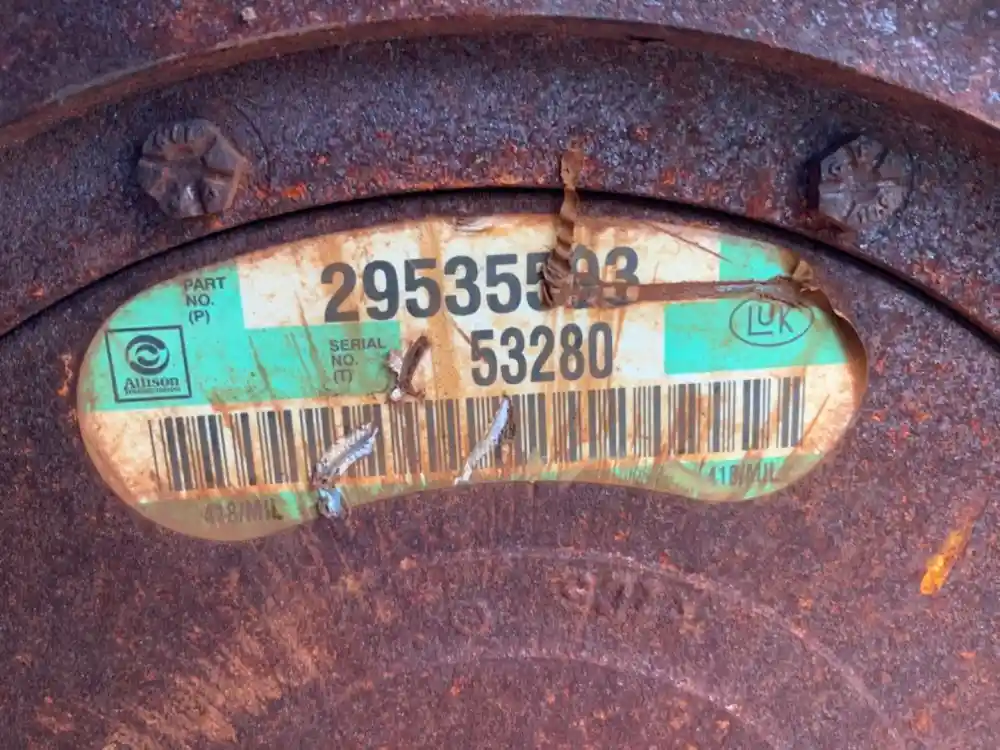 PART
NO.
(P)
29535593
Allison
SERIAL
NO.
(T)
53280
LUK
418/MIL
418/MIL